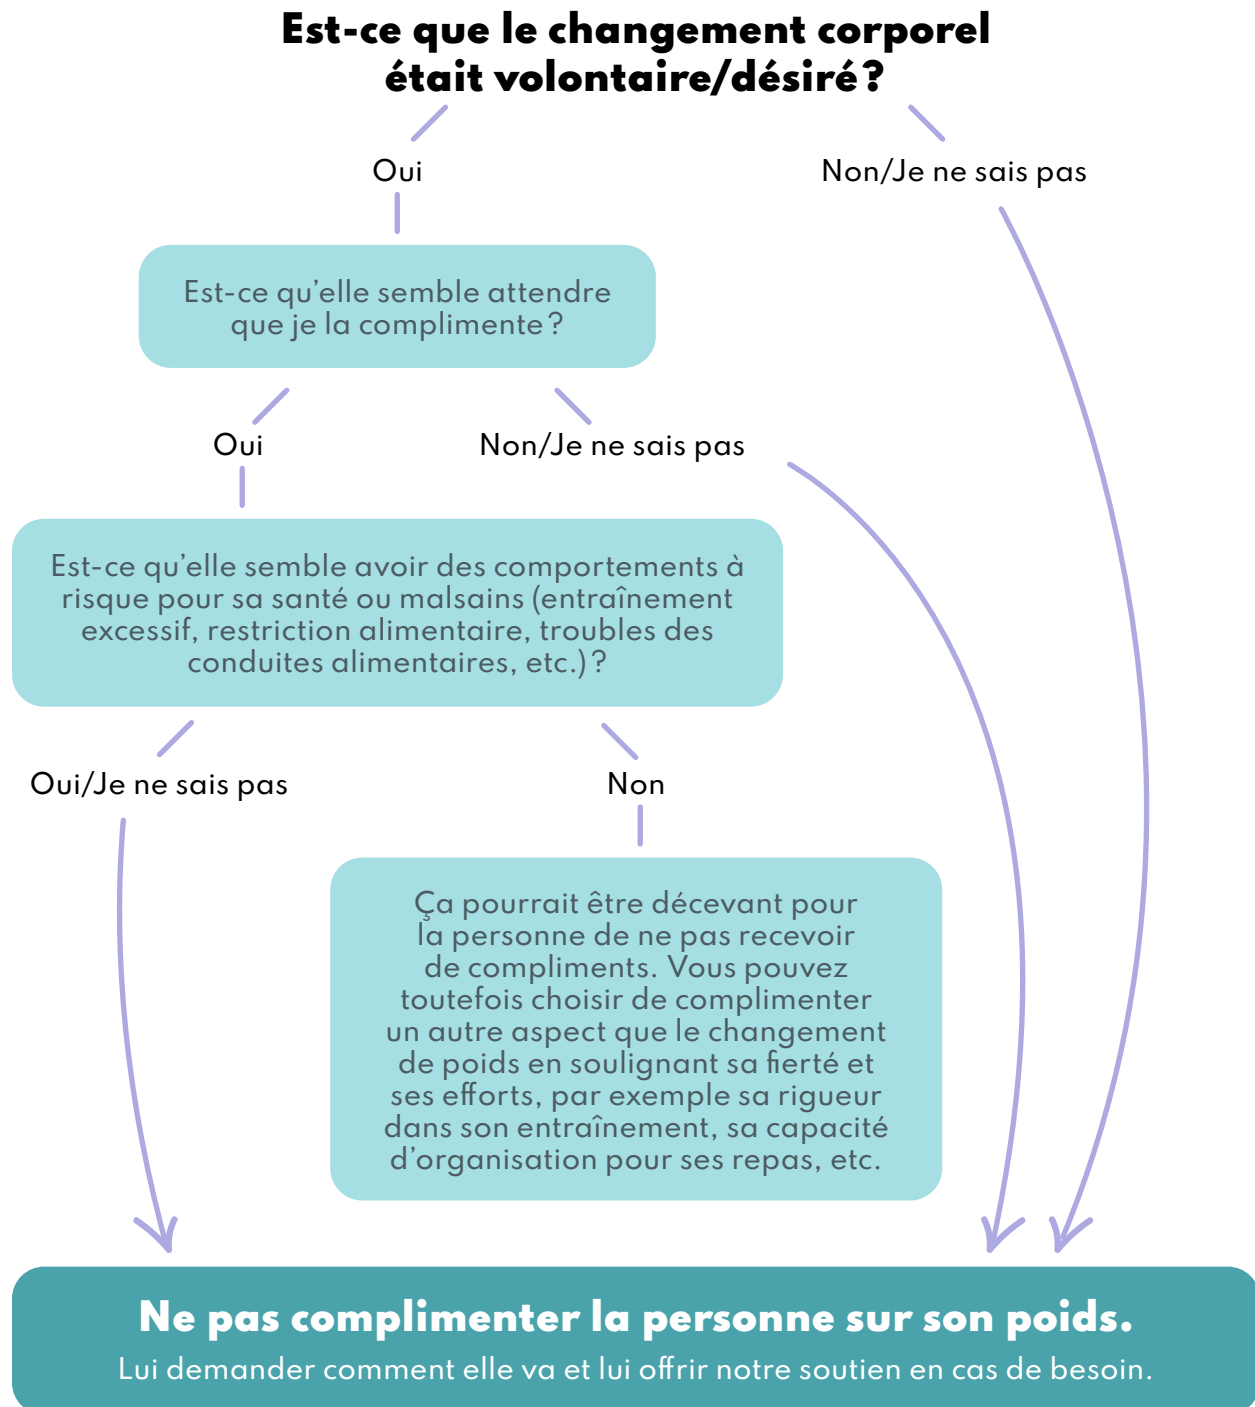 Est-ce que le changement corporel
était volontaire/désiré ?
Oui
Non/Je ne sais pas
Est-ce qu’elle semble attendre
que je la complimente ?
Oui
Non/Je ne sais pas
Est-ce qu’elle semble avoir des comportements à
risque pour sa santé ou malsains (entraînement
excessif, restriction alimentaire, troubles des
conduites alimentaires, etc.) ?
Oui/Je ne sais pas
Non
Ça pourrait être décevant pour
la personne de ne pas recevoir
de compliments. Vous pouvez
toutefois choisir de complimenter
un autre aspect que le changement
de poids en soulignant sa fierté et
ses efforts, par exemple sa rigueur
dans son entraînement, sa capacité
d’organisation pour ses repas, etc.
Ne pas complimenter la personne sur son poids.
Lui demander comment elle va et lui offrir notre soutien en cas de besoin.